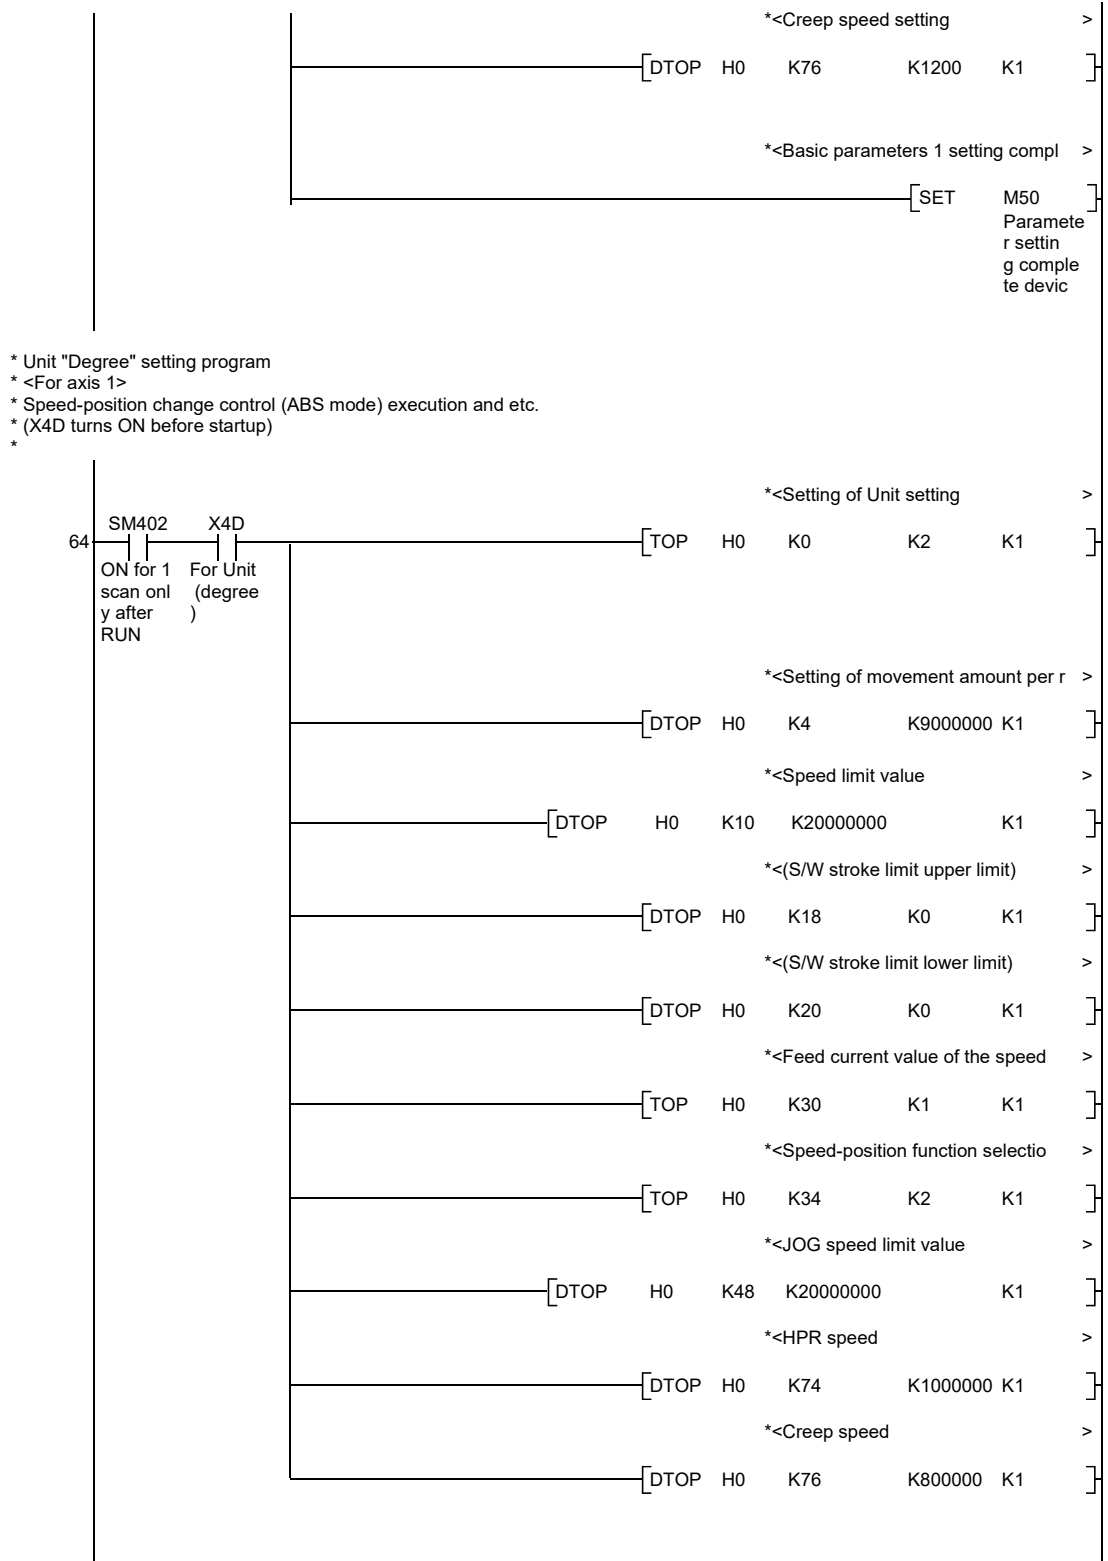 *<Creep speed setting >
DTOP H0 K76 K1200 K1
*<Basic parameters 1 setting compl >
SET M50
Paramete
r settin
g comple
te devic
* Unit "Degree" setting program
* <For axis 1>
* Speed-position change control (ABS mode) execution and etc.
* (X4D turns ON before startup)
*
*<Setting of Unit setting >
SM402 X4D
64 TOP H0 K0 K2 K1
ON for 1 For Unit
scan onl (degree
y after )
RUN
*<Setting of movement amount per r >
DTOP H0 K4 K9000000 K1
*<Speed limit value >
DTOP H0 K10 K20000000 K1
*<(S/W stroke limit upper limit) >
DTOP H0 K18 K0 K1
*<(S/W stroke limit lower limit) >
DTOP H0 K20 K0 K1
*<Feed current value of the speed >
TOP H0 K30 K1 K1
*<Speed-position function selectio >
TOP H0 K34 K2 K1
*<JOG speed limit value >
DTOP H0 K48 K20000000 K1
*<HPR speed >
DTOP H0 K74 K1000000 K1
*<Creep speed >
DTOP H0 K76 K800000 K1